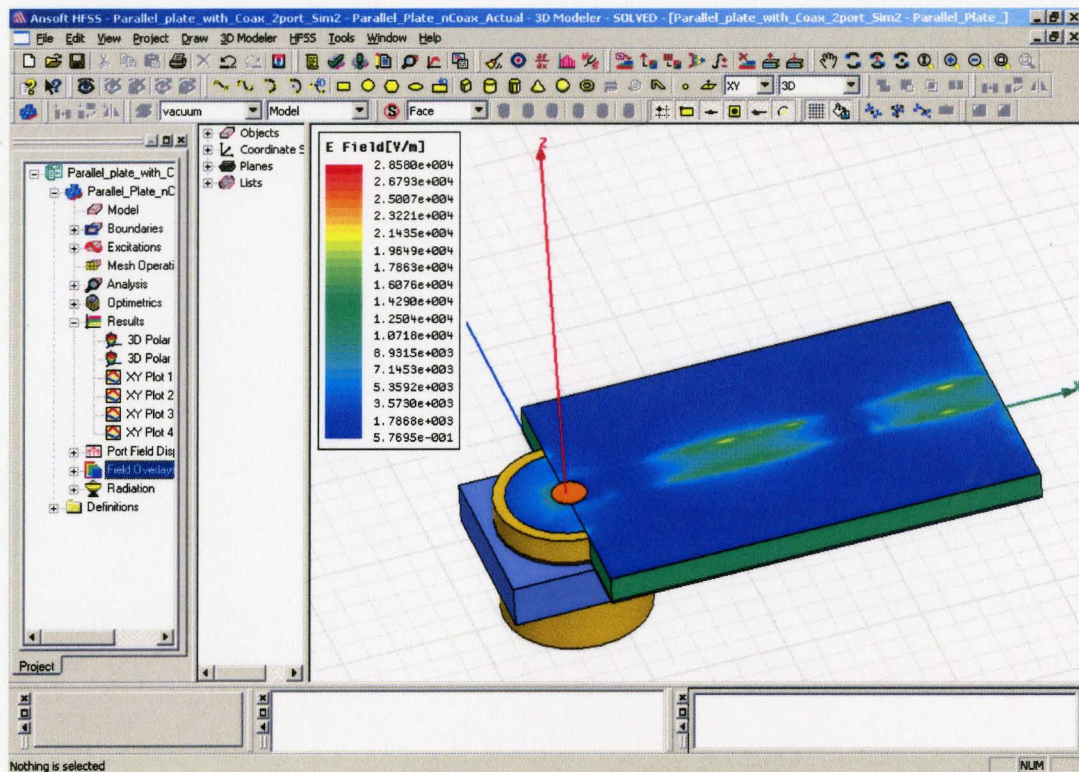 Ansoft HFSS - Parallel_plate_with_Coax_2port_Sim2 - Parallel_Plate_nCoax_Actual - 3D Modeler - SOLVED - [Parallel_plate_with_Coax_2port_Sim2 - Parallel_Plate_]
File Edit View Project Draw 3D Modeler HFSS Tools Window Help
XY 3D
vacuum Model Face
Parallel_plate_with_C
Parallel_Plate_nC
Model
Boundaries
Excitations
Mesh Operati
Analysis
Optimetrics
Results
3D Polar
3D Polar
XY Plot 1
XY Plot 2
XY Plot 3
XY Plot 4
Port Field Disp
Field Overlays
Radiation
Definitions
Project
Objects
Coordinate S
Planes
Lists
E Field[V/m]
2.8580e+004
2.6793e+004
2.5007e+004
2.3221e+004
2.1435e+004
1.9649e+004
1.7863e+004
1.6076e+004
1.4290e+004
1.2504e+004
1.0718e+004
8.9315e+003
7.1453e+003
5.3592e+003
3.5730e+003
1.7868e+003
5.7695e-001
Z
Nothing is selected
NUM